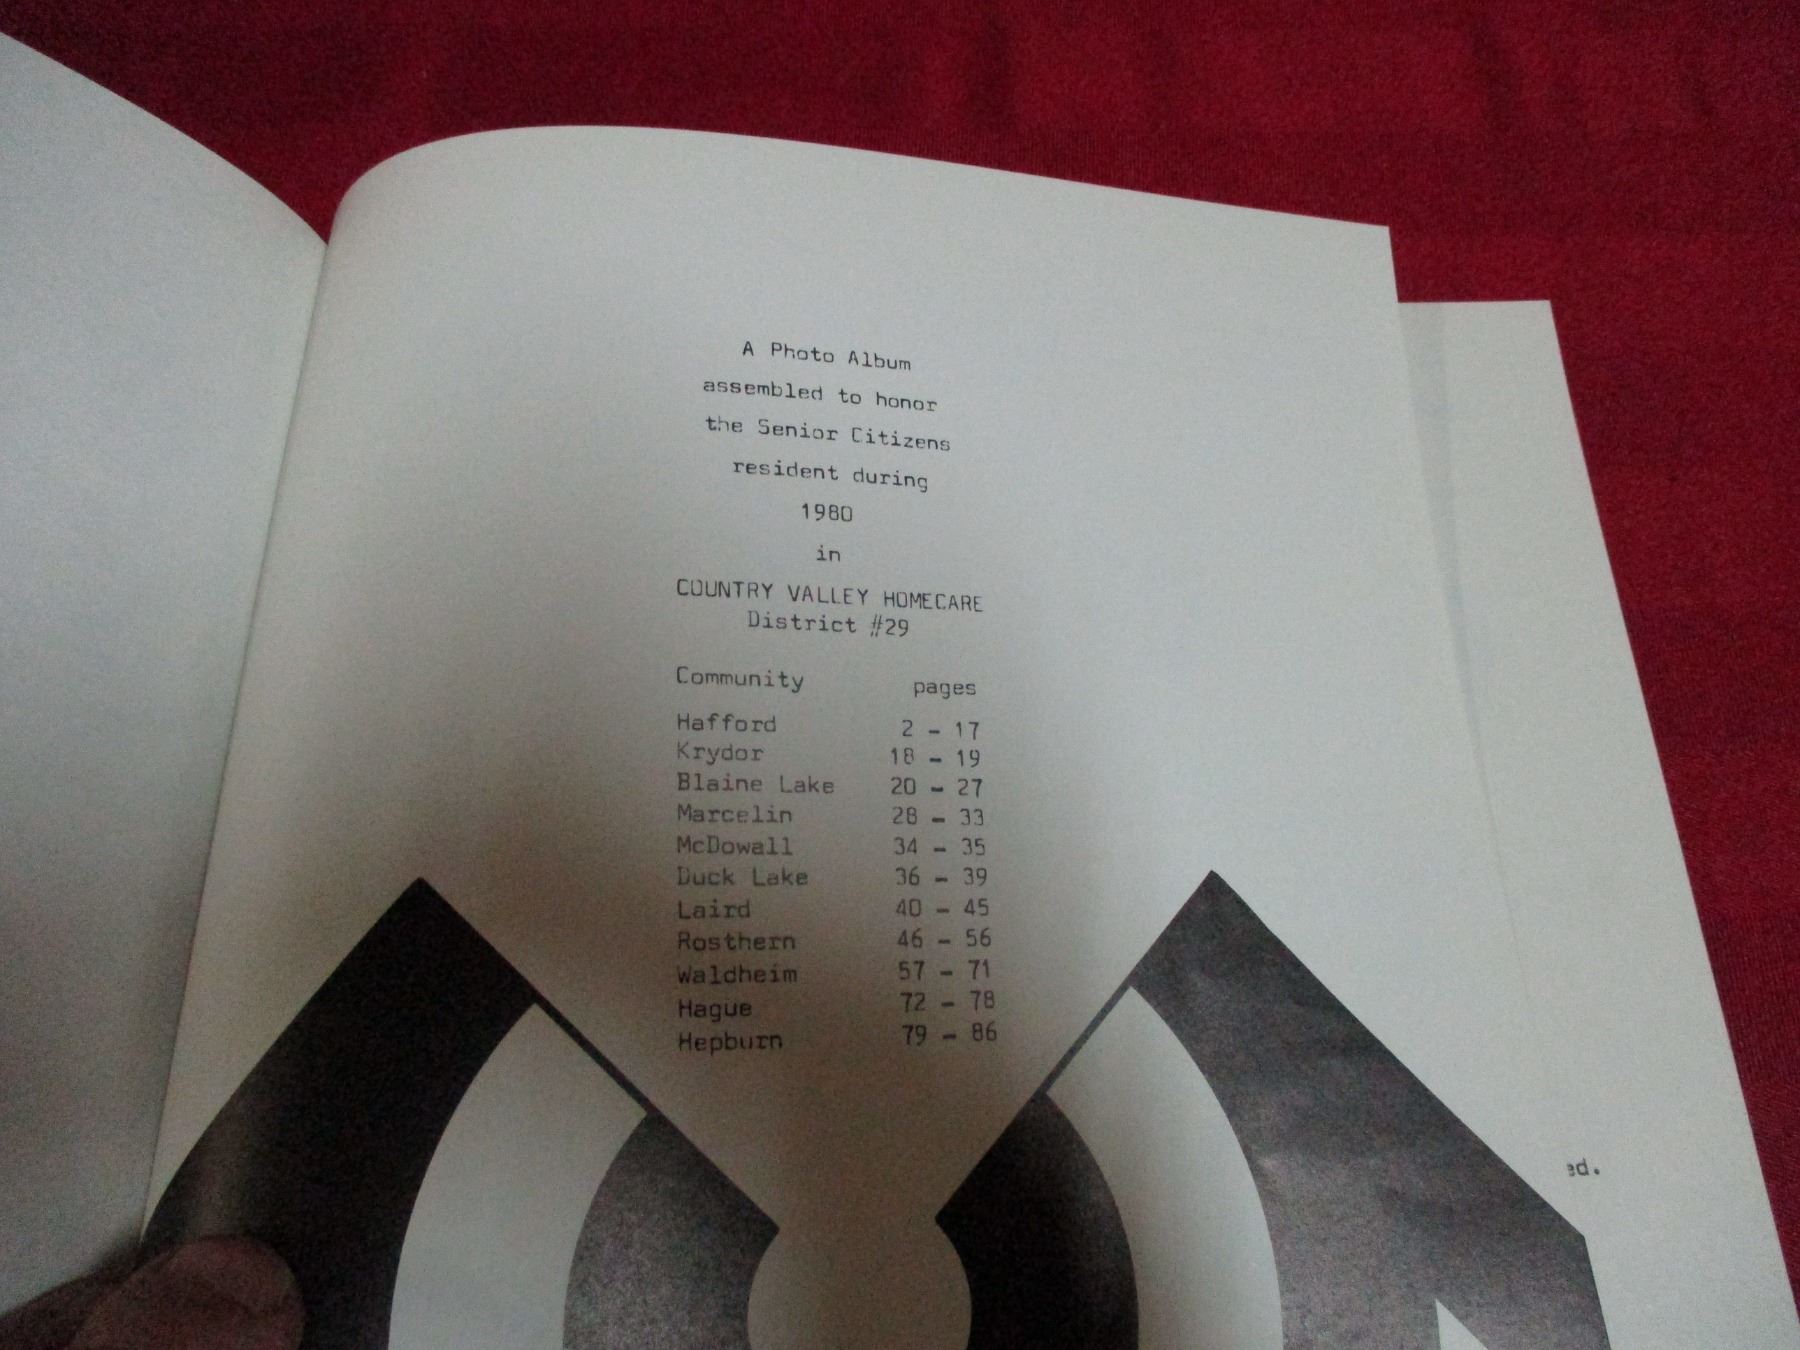 A Photo Album
assembled to honor
the Senior Citizens
resident during
1980
in
COUNTRY VALLEY HOMECARE
District #29
Community pages
Hafford 2 - 17
Krydor 18 - 19
Blaine Lake 20 - 27
Marcelin 28 - 33
McDowall 34 - 35
Duck Lake 36 - 39
Laird 40 - 45
Rosthern 46 - 56
Waldheim 57 - 71
Hague 72 - 78
Hepburn 79 - 86